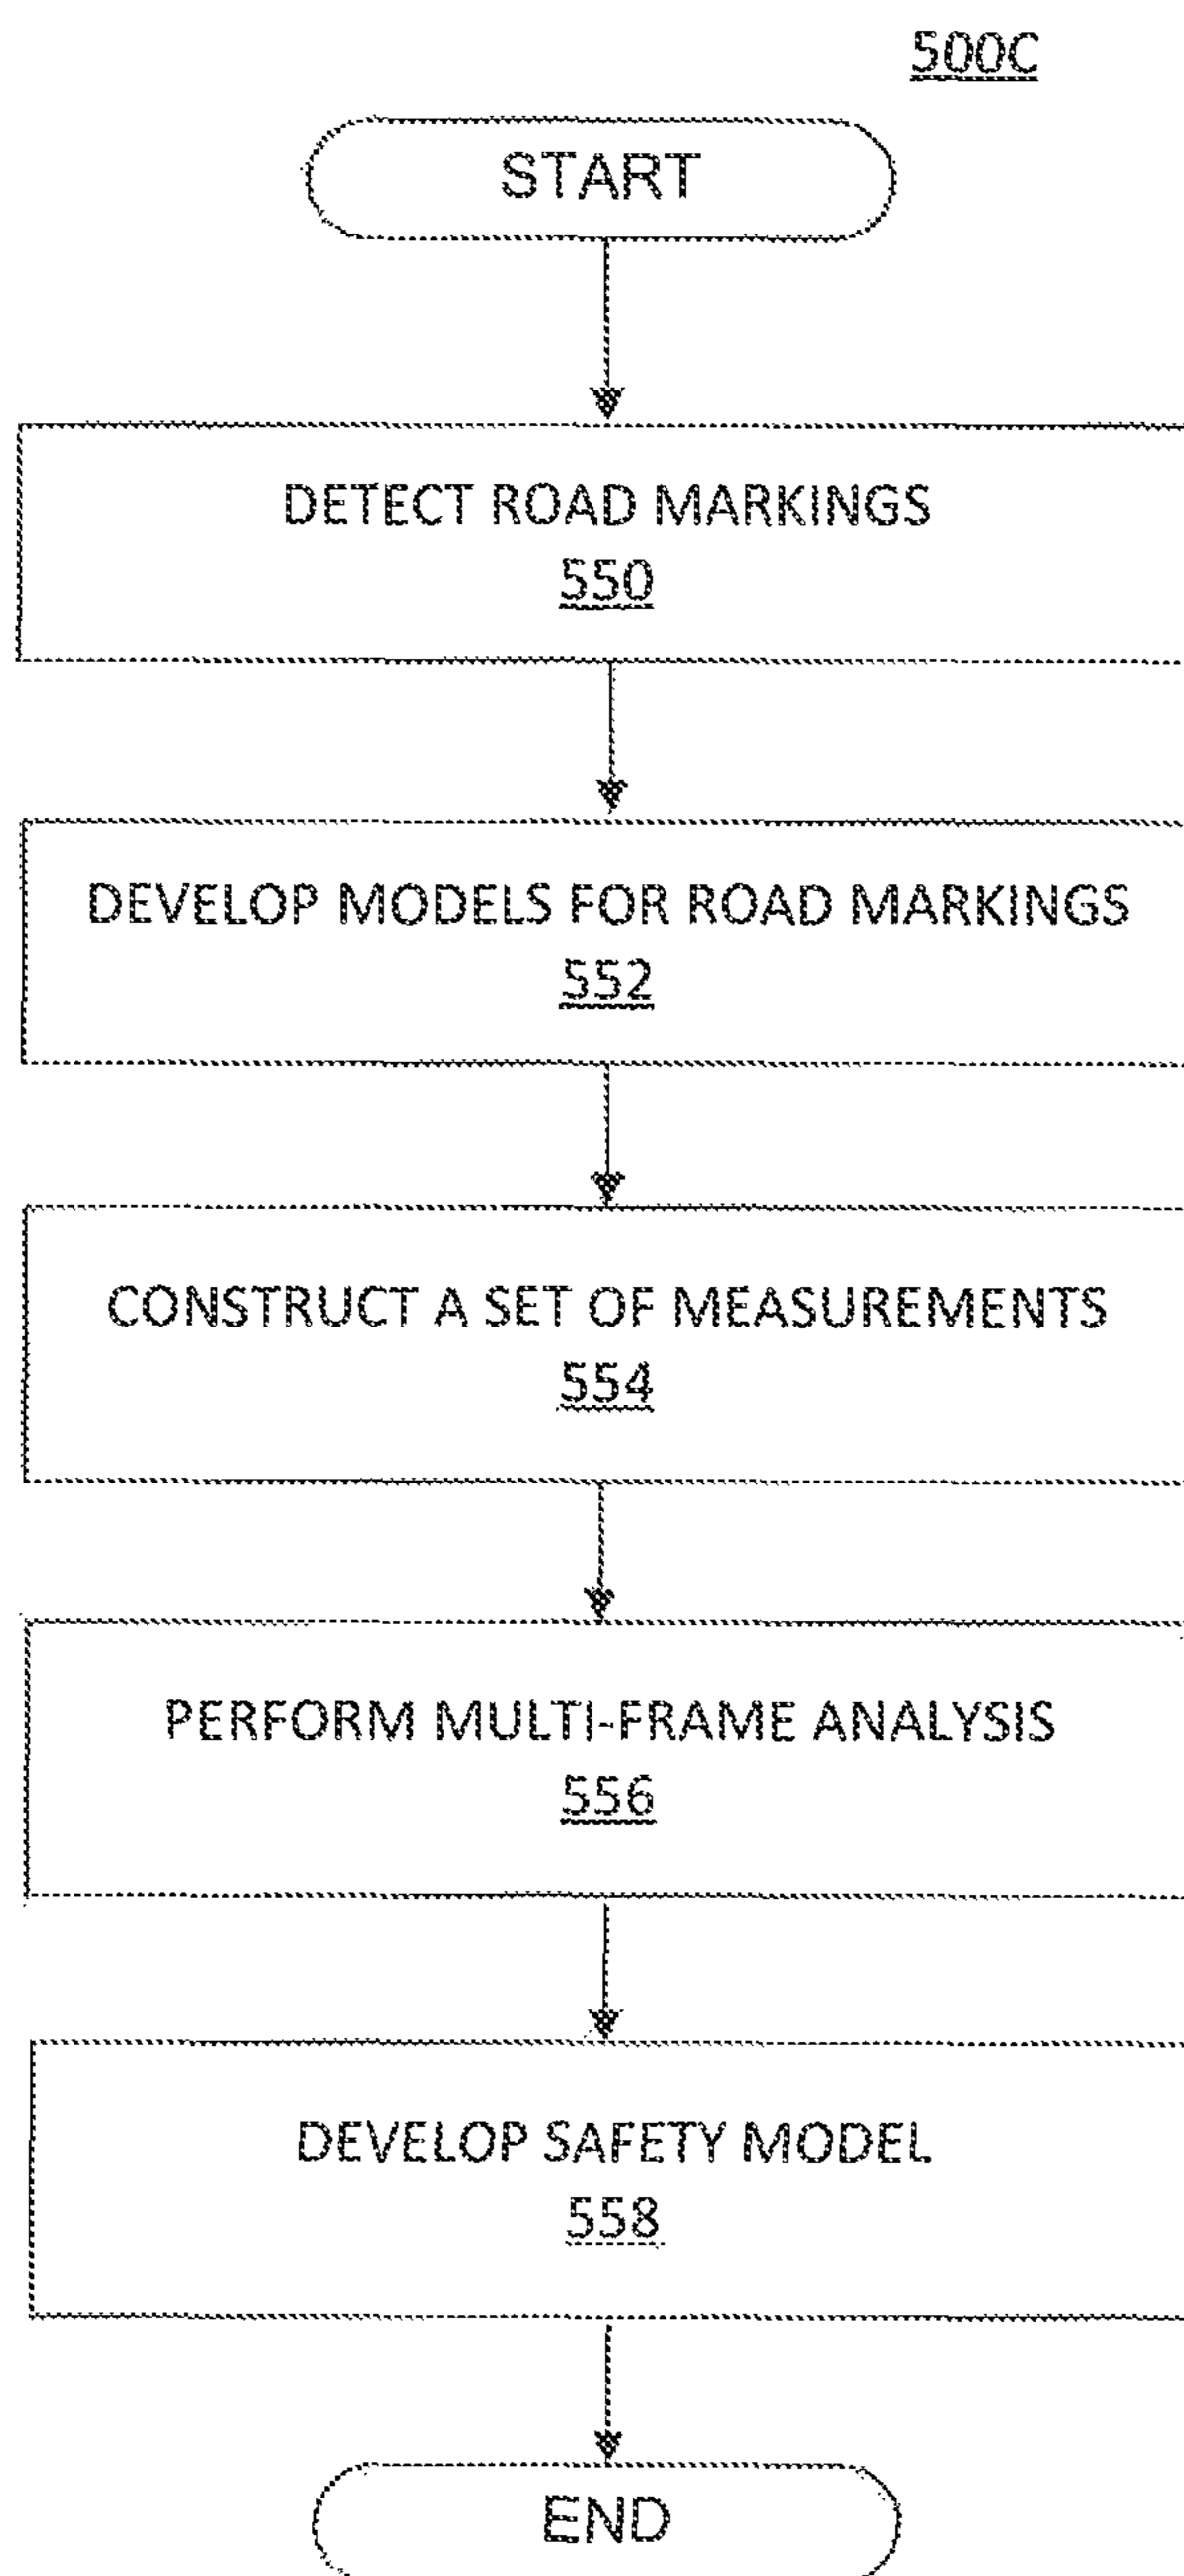 500C
START
DETECT ROAD MARKINGS
550
DEVELOP MODELS FOR ROAD MARKINGS
552
CONSTRUCT A SET OF MEASUREMENTS
554
PERFORM MULTI-FRAME ANALYSIS
556
DEVELOP SAFETY MODEL
558
END